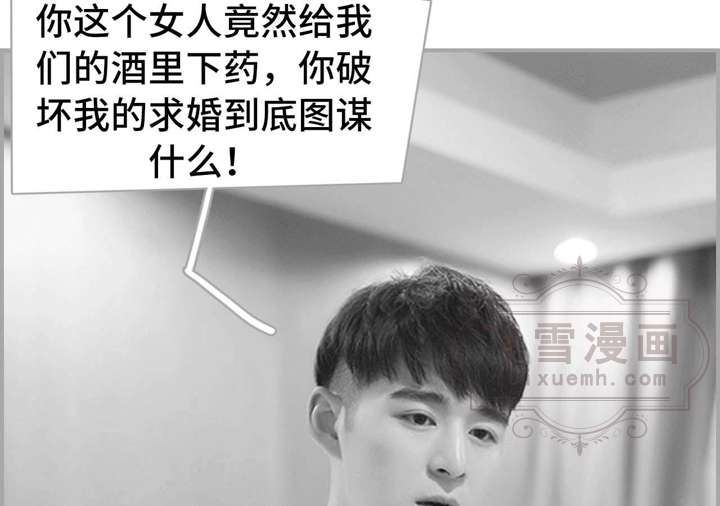 你这个女人竟然给我
们的酒里下药，你破
坏我的求婚到底图谋
什么！
雪漫画
ixuemh.com